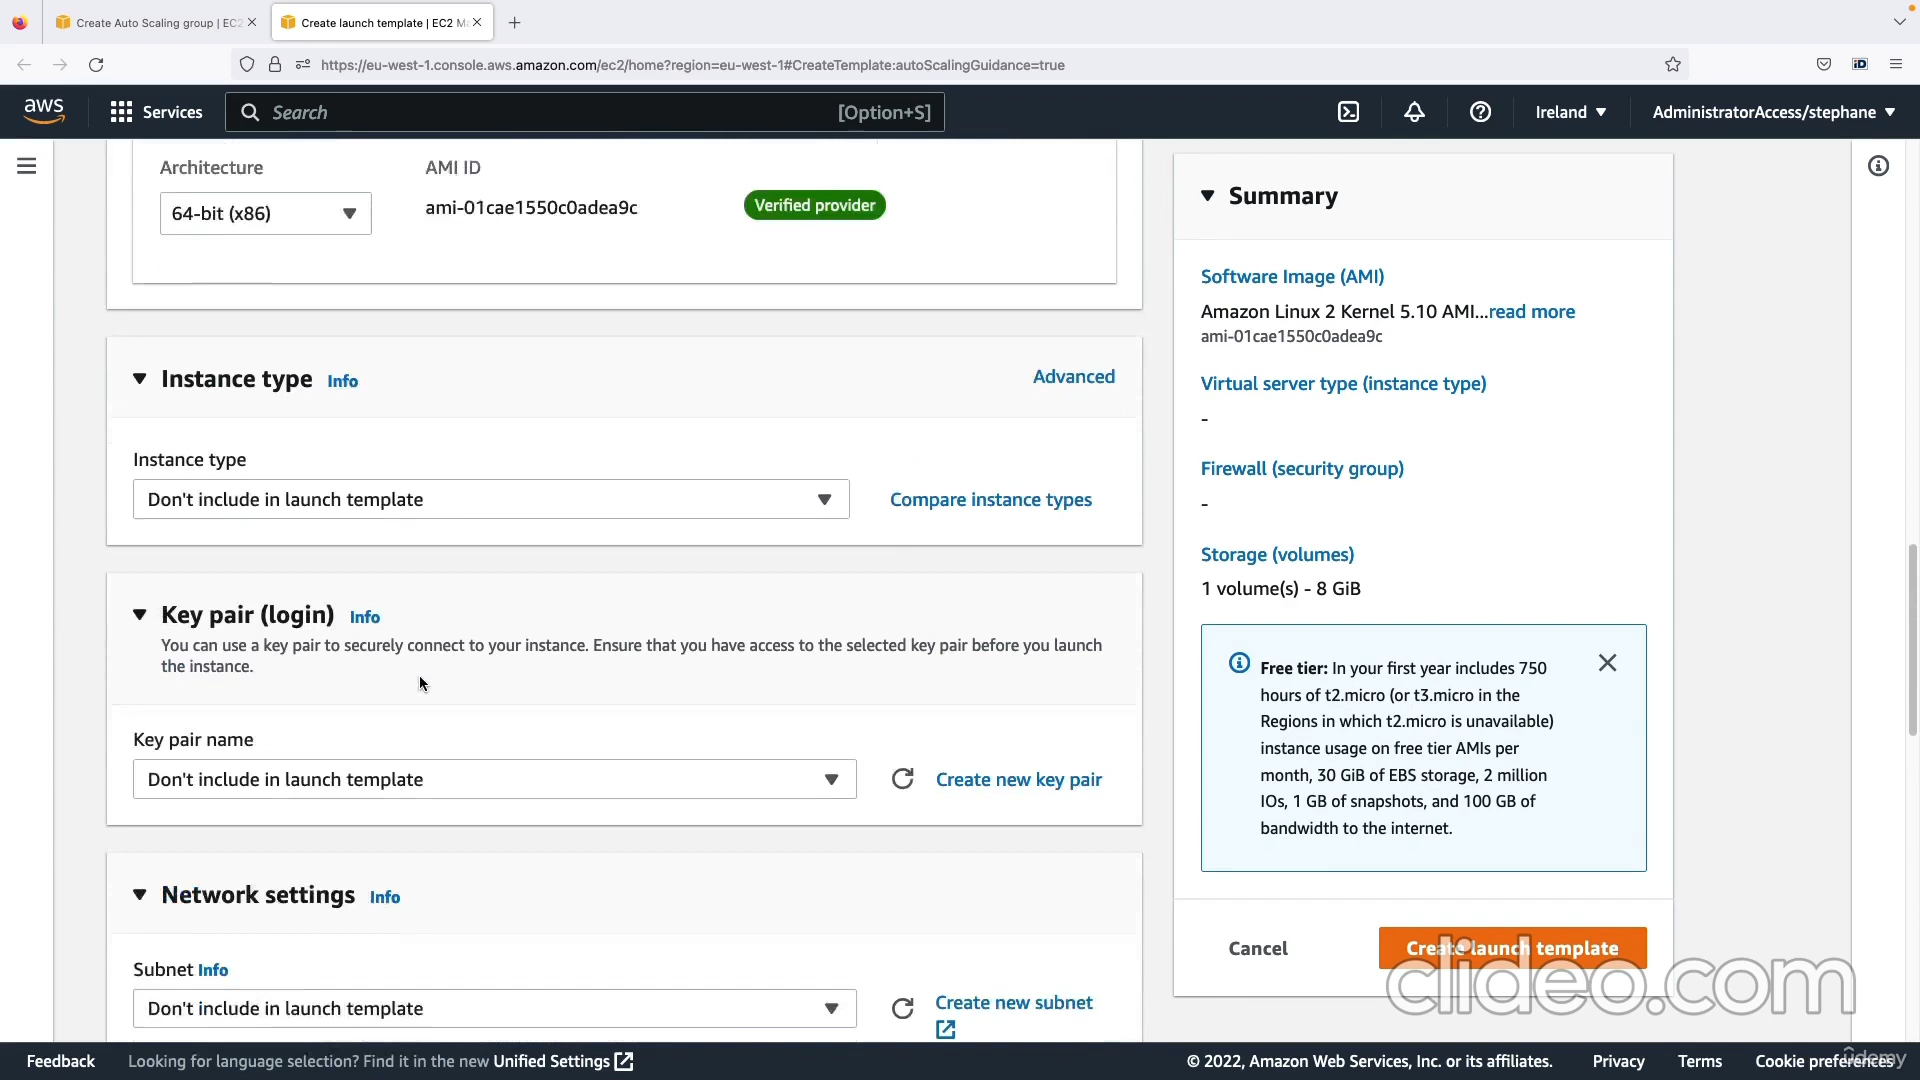 Create Auto Scaling group | EC2
Create launch template | EC2 M
https://eu-west-1.console.aws.amazon.com/ec2/home?region=eu-west-1#CreateTemplate:autoScalingGuidance=true
iD
aws
Services
Search
[Option+S]
Ireland
AdministratorAccess/stephane
Architecture
AMI ID
64-bit (x86)
ami-01cae1550c0adea9c
Verified provider
Instance type Info
Advanced
Instance type
Don't include in launch template
Compare instance types
Key pair (login) Info
You can use a key pair to securely connect to your instance. Ensure that you have access to the selected key pair before you launch
the instance.
Key pair name
Don't include in launch template
Create new key pair
Network settings Info
Subnet Info
Don't include in launch template
Create new subnet
Summary
Software Image (AMI)
Amazon Linux 2 Kernel 5.10 AMI...read more
ami-01cae1550c0adea9c
Virtual server type (instance type)
-
Firewall (security group)
-
Storage (volumes)
1 volume(s) - 8 GiB
Free tier: In your first year includes 750
hours of t2.micro (or t3.micro in the
Regions in which t2.micro is unavailable)
instance usage on free tier AMIs per
month, 30 GiB of EBS storage, 2 million
IOs, 1 GB of snapshots, and 100 GB of
bandwidth to the internet.
Cancel
Create launch template
clideo.com
Feedback
Looking for language selection? Find it in the new Unified Settings
© 2022, Amazon Web Services, Inc. or its affiliates.
Privacy
Terms
Cookie preferences
ûdemy